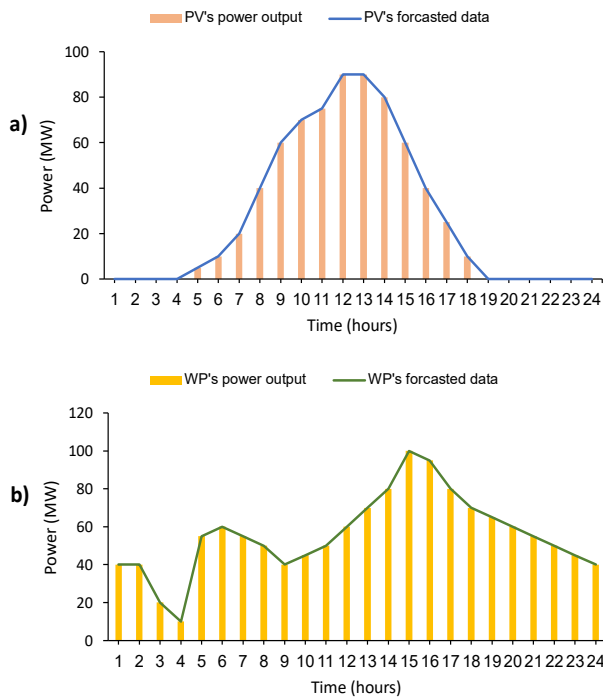 PV's power output PV's forcasted data
a)
Power (MW)
100
80
60
40
20
0
1 2 3 4 5 6 7 8 9 10 11 12 13 14 15 16 17 18 19 20 21 22 23 24
Time (hours)
WP's power output WP's forcasted data
b)
Power (MW)
120
100
80
60
40
20
0
1 2 3 4 5 6 7 8 9 10 11 12 13 14 15 16 17 18 19 20 21 22 23 24
Time (hours)